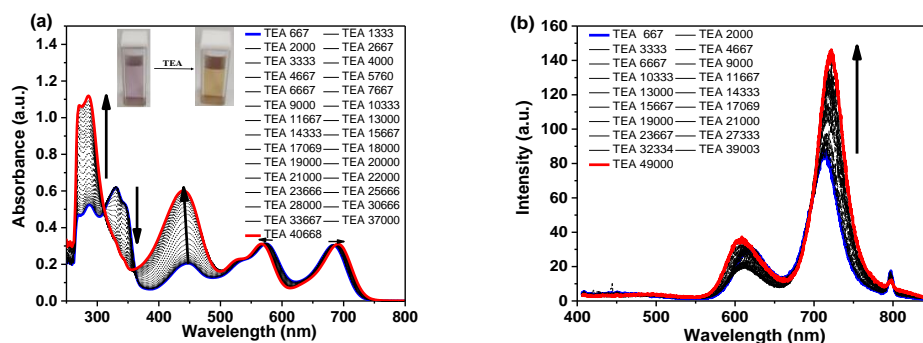 (a)
TEA 667 TEA 1333
TEA 2000 TEA 2667
TEA 3333 TEA 4000
TEA 4667 TEA 5760
TEA 6667 TEA 7667
TEA 9000 TEA 10333
TEA 11667 TEA 13000
TEA 14333 TEA 15667
TEA 17069 TEA 18000
TEA 19000 TEA 20000
TEA 21000 TEA 22000
TEA 23666 TEA 25666
TEA 28000 TEA 30666
TEA 33667 TEA 37000
TEA 40668
TEA
Absorbance (a.u.)
1.4
1.2
1.0
0.8
0.6
0.4
0.2
0.0
300 400 500 600 700 800
Wavelength (nm)
(b)
TEA 667 TEA 2000
TEA 3333 TEA 4667
TEA 6667 TEA 9000
TEA 10333 TEA 11667
TEA 13000 TEA 14333
TEA 15667 TEA 17069
TEA 19000 TEA 21000
TEA 23667 TEA 27333
TEA 32334 TEA 39003
TEA 49000
Intensity (a.u.)
160
140
120
100
80
60
40
20
0
400 500 600 700 800
Wavelength (nm)